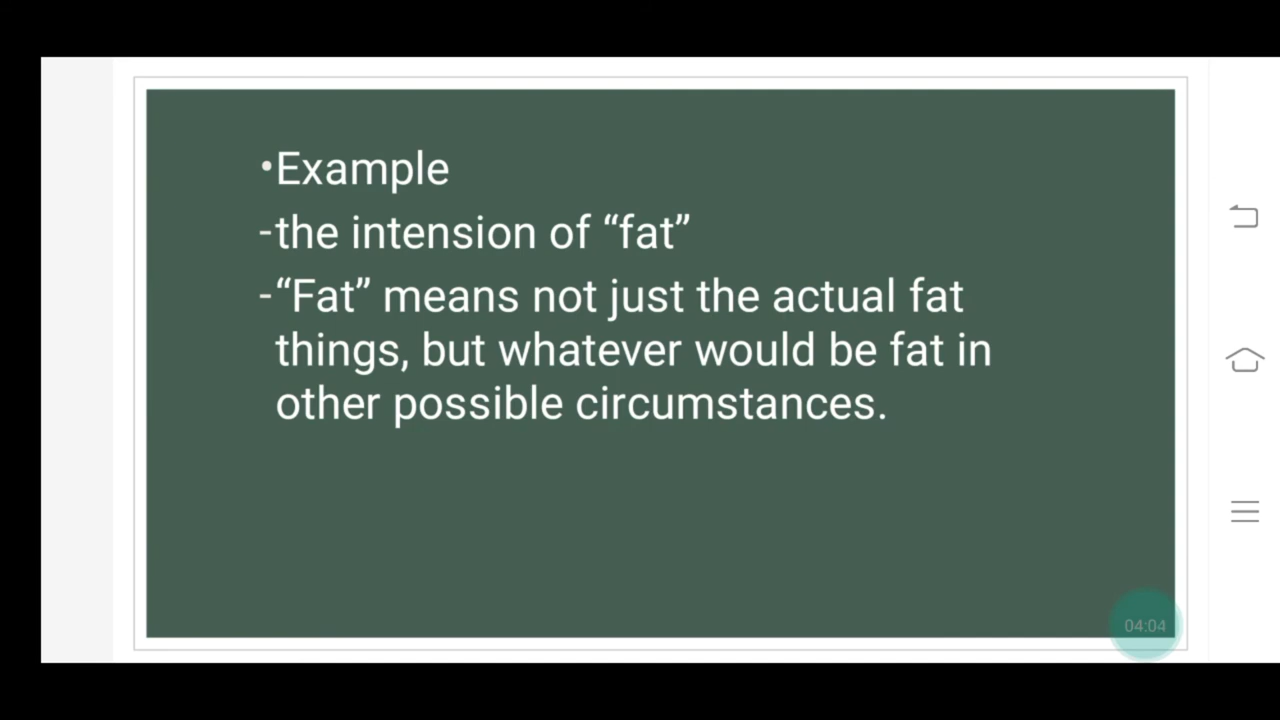 •Example
-the intension of “fat”
-“Fat” means not just the actual fat
things, but whatever would be fat in
other possible circumstances.
04:04